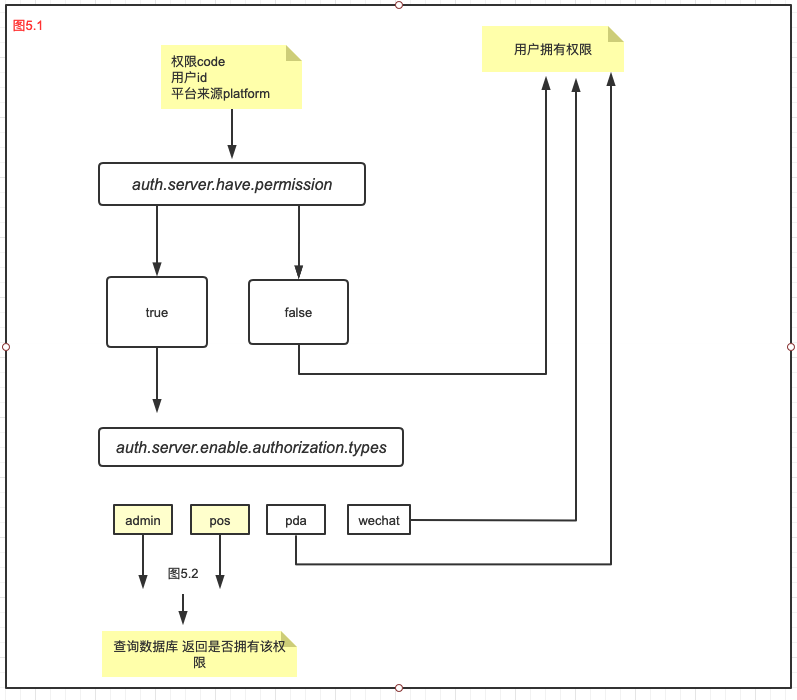 图5.1
权限code
用户id
平台来源platform
用户拥有权限
auth.server.have.permission
true
false
auth.server.enable.authorization.types
admin
pos
pda
wechat
图5.2
查询数据库 返回是否拥有该权
限